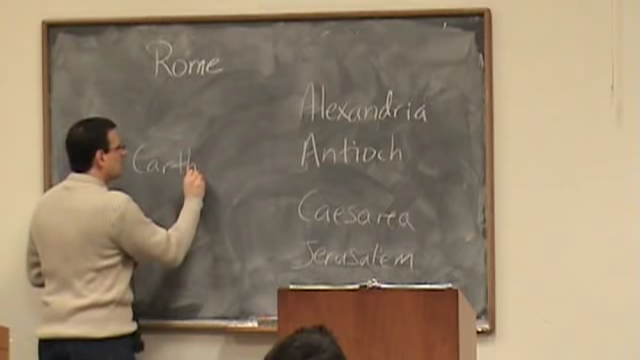 Rome
Carth
Alexandria
Antioch
Caesarea
Jerusalem